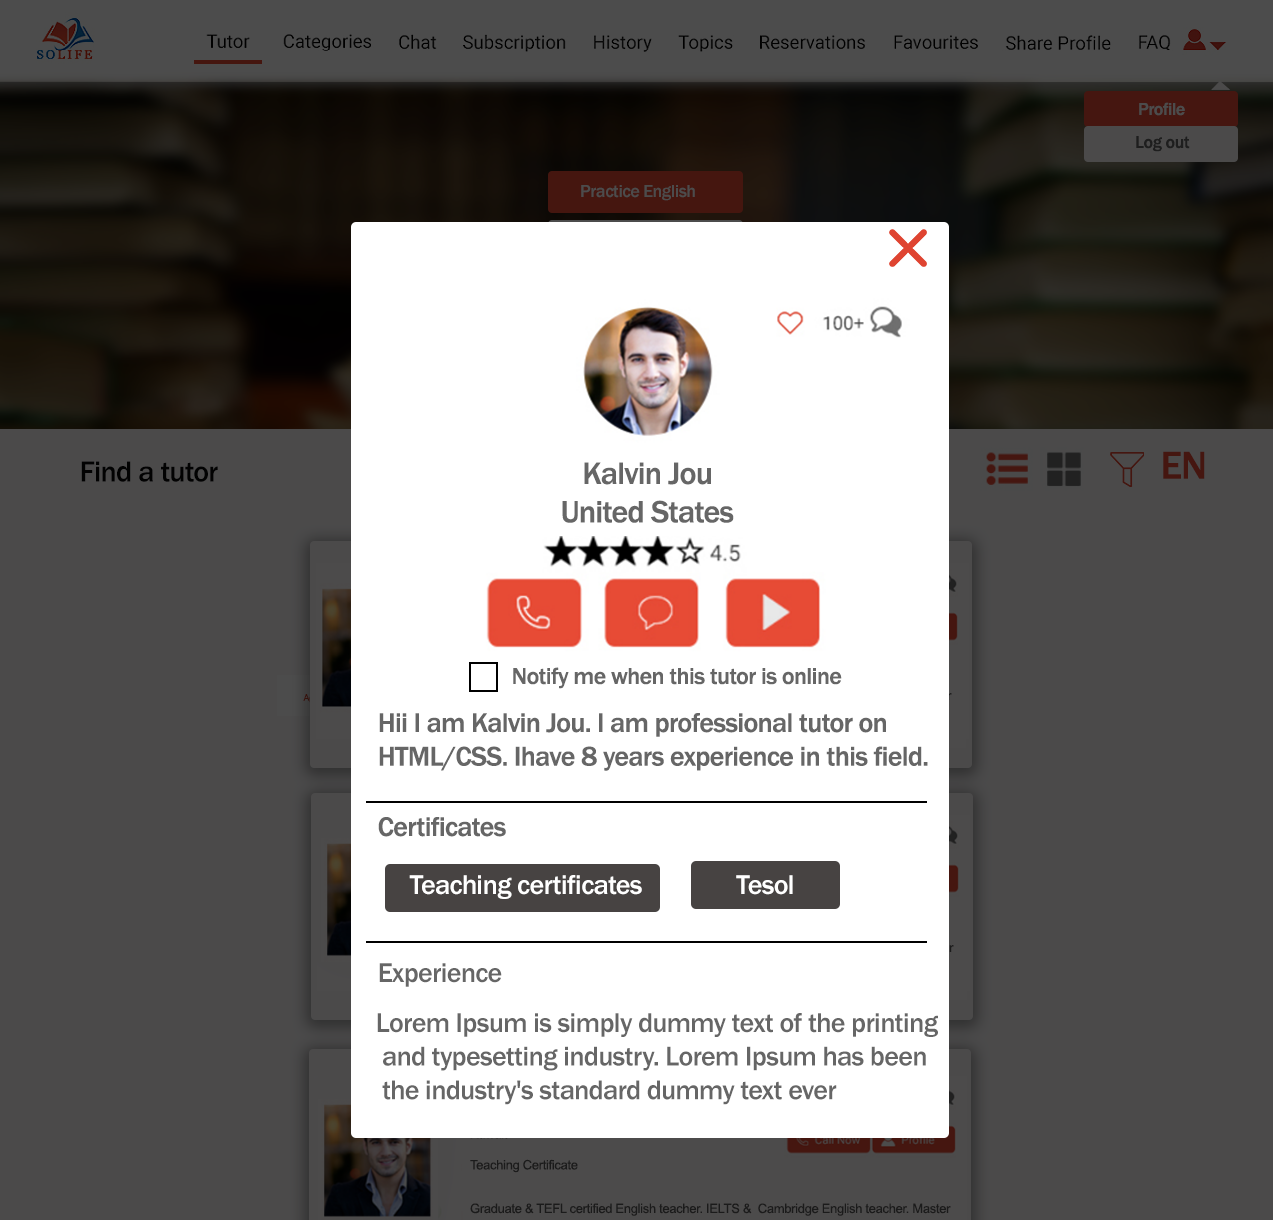 SOLIFE
Tutor
Categories
Chat
Subscription
History
Topics
Reservations
Favourites
Share Profile
FAQ
Profile
Log out
Practice English
100+
Kalvin Jou
United States
4.5
Find a tutor
EN
Notify me when this tutor is online
Hii I am Kalvin Jou. I am professional tutor on
HTML/CSS. Ihave 8 years experience in this field.
Certificates
Teaching certificates
Tesol
Experience
Lorem Ipsum is simply dummy text of the printing
and typesetting industry. Lorem Ipsum has been
the industry's standard dummy text ever
Call Now
Profile
Teaching Certificate
Graduate & TEFL certified English teacher. IELTS & Cambridge English teacher. Master